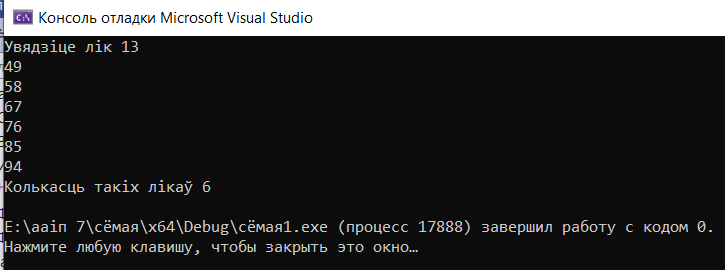 Консоль отладки Microsoft Visual Studio
Увядзіце лік 13
49
58
67
76
85
94
Колькасць такіх лікаў 6
E:\ааіп 7\сёмая\x64\Debug\сёмая1.exe (процесс 17888) завершил работу с кодом 0.
Нажмите любую клавишу, чтобы закрыть это окно…